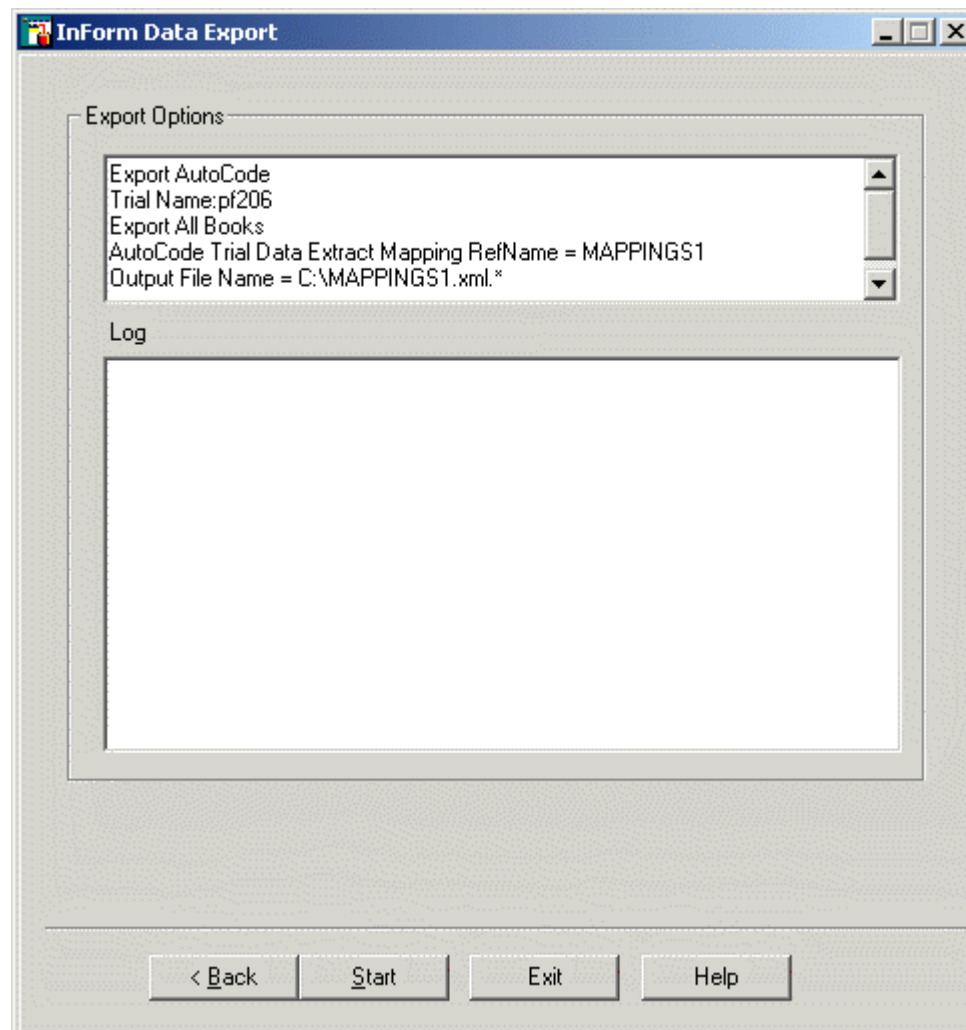 InForm Data Export
Export Options
Export AutoCode
Trial Name:pf206
Export All Books
AutoCode Trial Data Extract Mapping RefName = MAPPINGS1
Output File Name = C:\MAPPINGS1.xml.*
Log
< Back
Start
Exit
Help